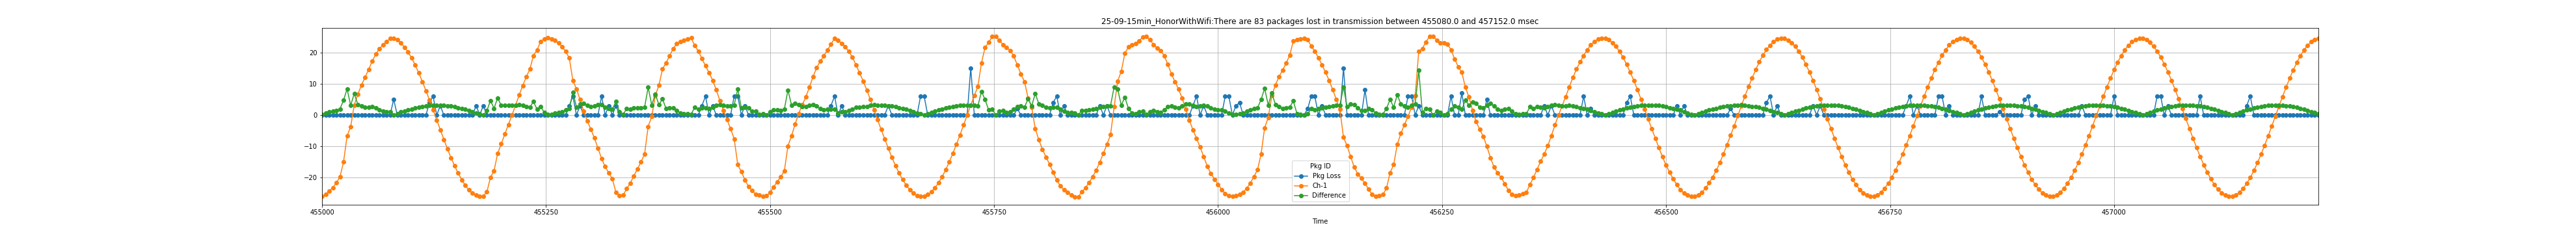 25-09-15min_HonorWithWifi:There are 83 packages lost in transmission between 455080.0 and 457152.0 msec
20
10
0
−10
−20
Pkg ID
Pkg Loss
Ch-1
Difference
455000 455250 455500 455750 456000 456250 456500 456750 457000
Time